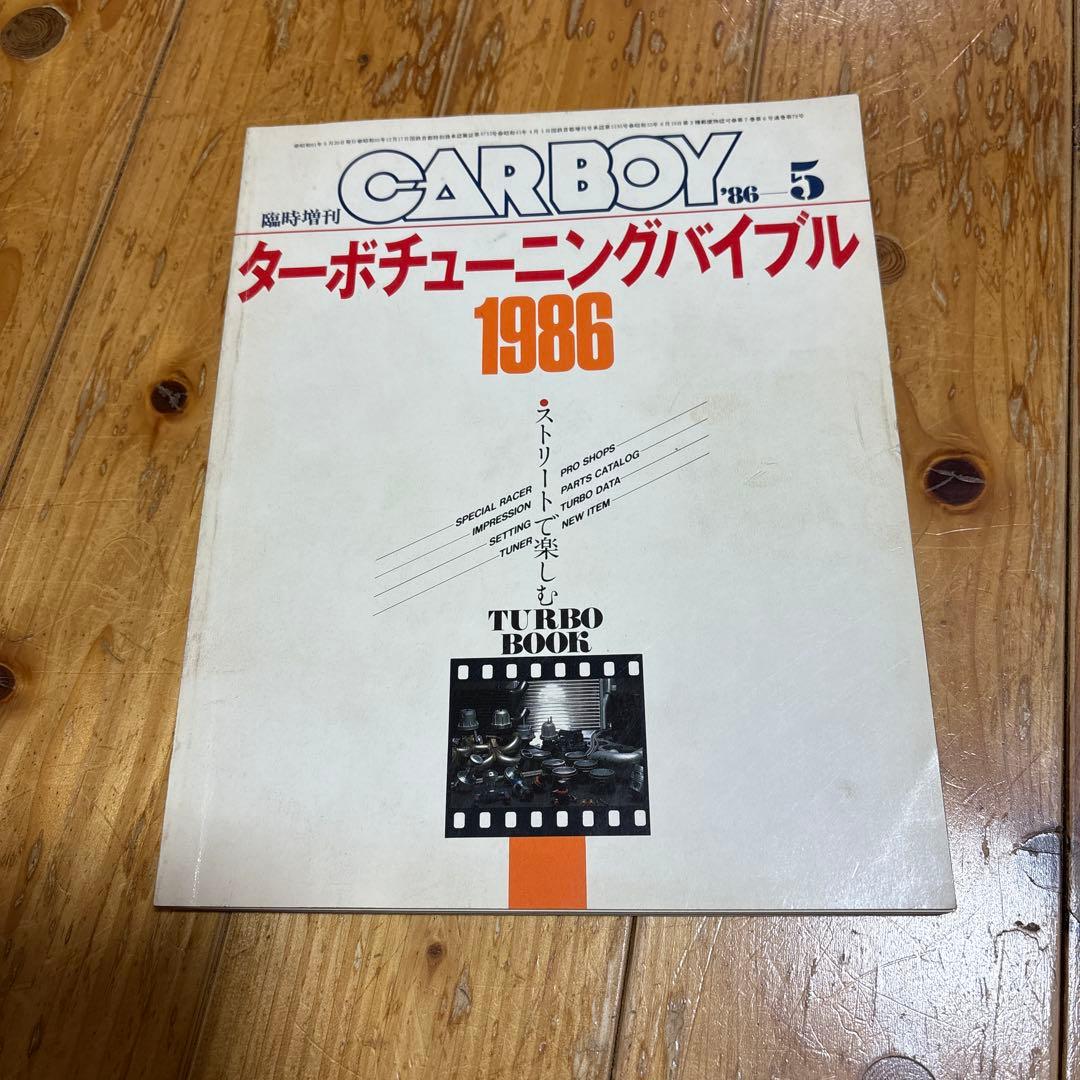 CARBOY
臨時増刊
'86—5
ターボチューニングバイブル
1986
•ストリートで楽しむ
SPECIAL RACER
IMPRESSION
SETTING
TUNER
PRO SHOPS
PARTS CATALOG
TURBO DATA
NEW ITEM
TURBO
BOOK